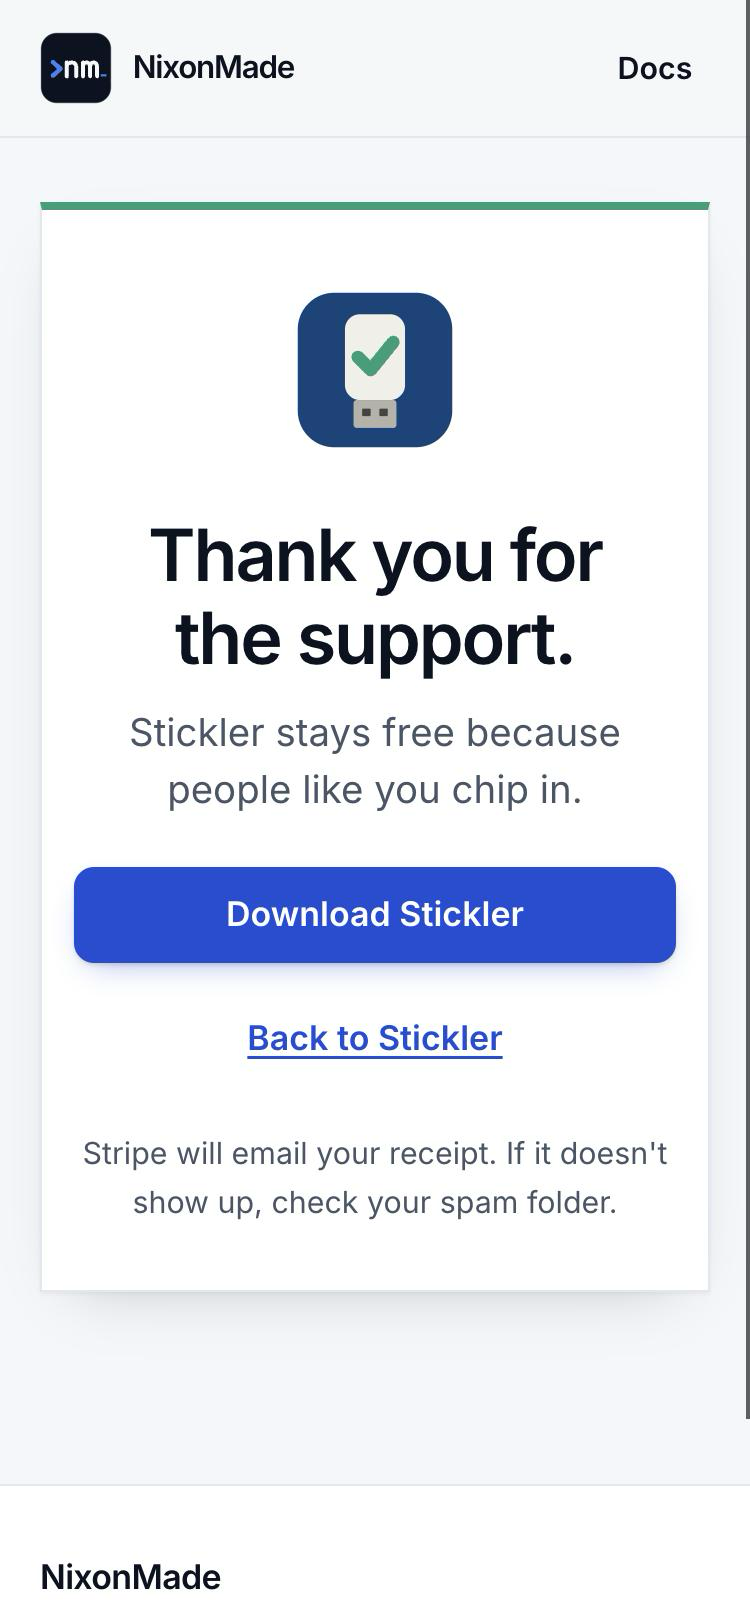 >nm_
NixonMade
Docs
Thank you for
the support.
Stickler stays free because
people like you chip in.
Download Stickler
Back to Stickler
Stripe will email your receipt. If it doesn't
show up, check your spam folder.
NixonMade